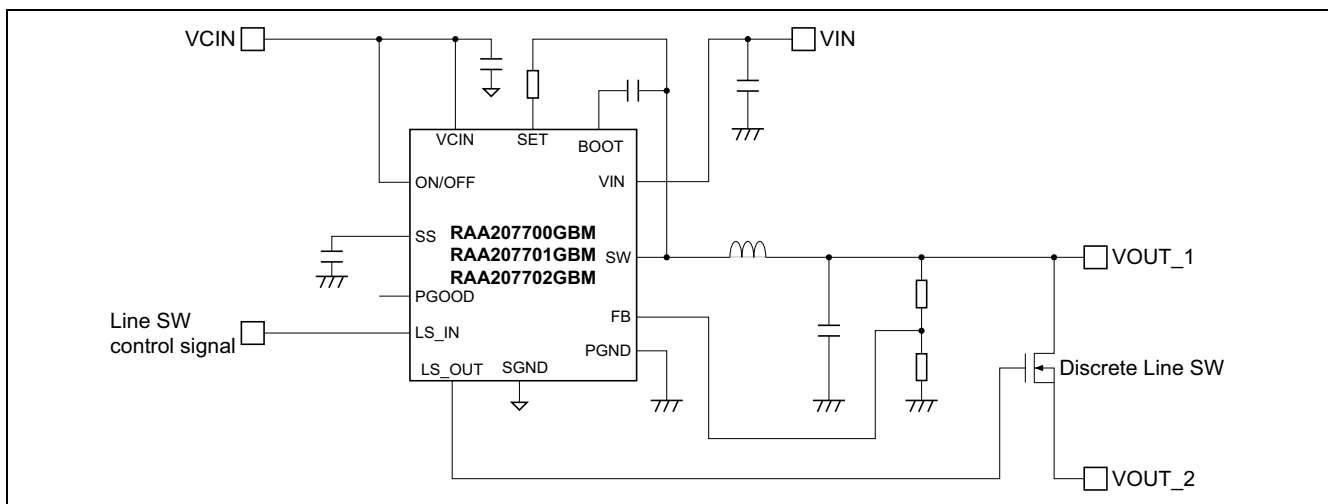 VCIN
VIN
VCIN
SET
BOOT
VIN
ON/OFF
SS
RAA207700GBM
RAA207701GBM
RAA207702GBM
SW
VOUT_1
PGOOD
FB
Line SW
control signal
LS_IN
PGND
LS_OUT
SGND
Discrete Line SW
VOUT_2